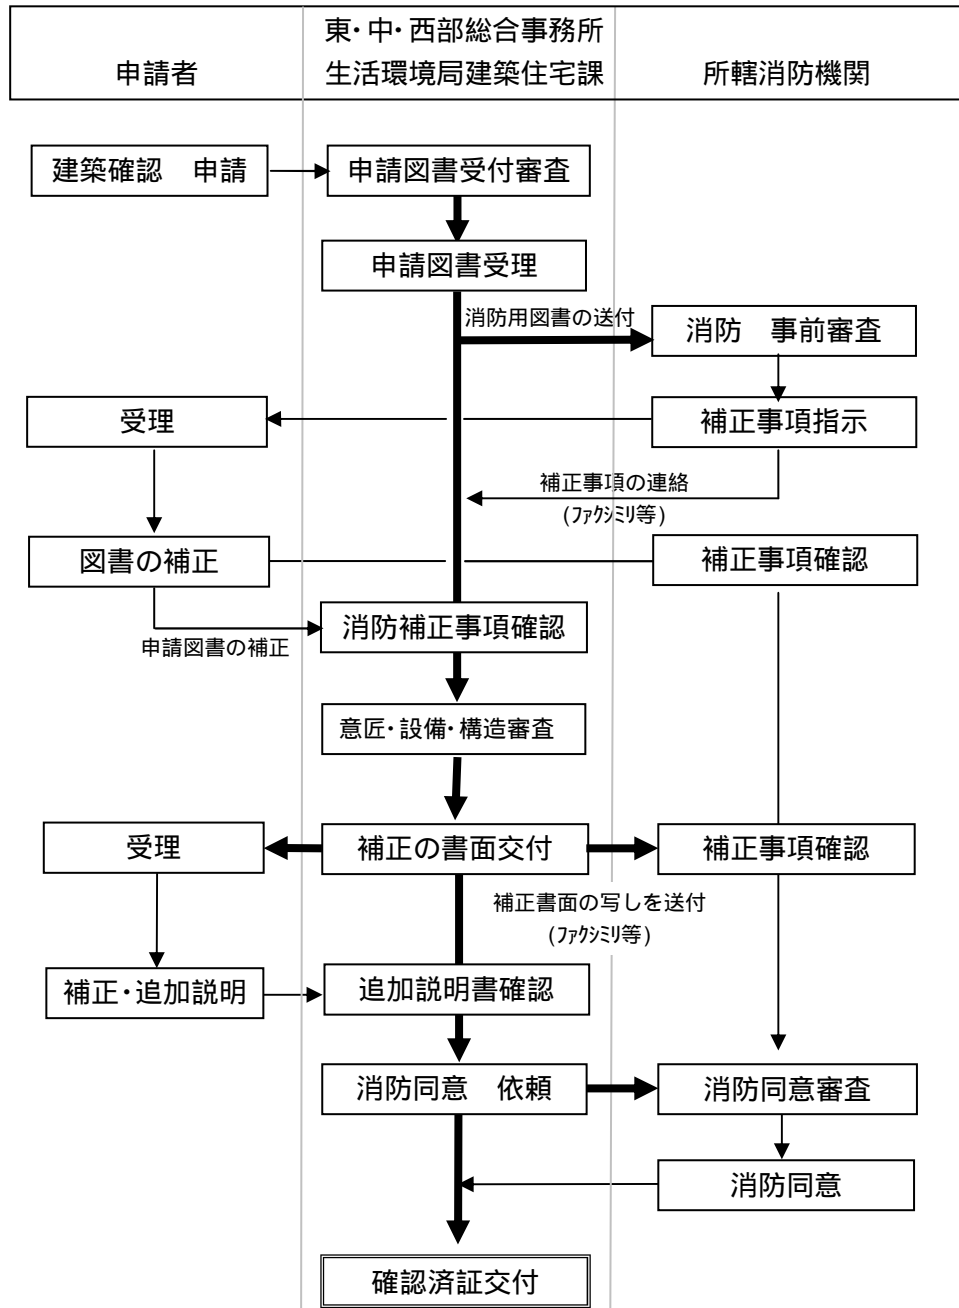 東・中・西部総合事務所
申請者
生活環境局建築住宅課
所轄消防機関
建築確認　申請
申請図書受付審査
申請図書受理
消防用図書の送付
消防　事前審査
受理
補正事項指示
補正事項の連絡
(ﾌｧｸｼﾐﾘ等)
図書の補正
補正事項確認
消防補正事項確認
申請図書の補正
意匠・設備・構造審査
受理
補正の書面交付
補正事項確認
補正書面の写しを送付
(ﾌｧｸｼﾐﾘ等)
補正・追加説明
追加説明書確認
消防同意　依頼
消防同意審査
消防同意
確認済証交付